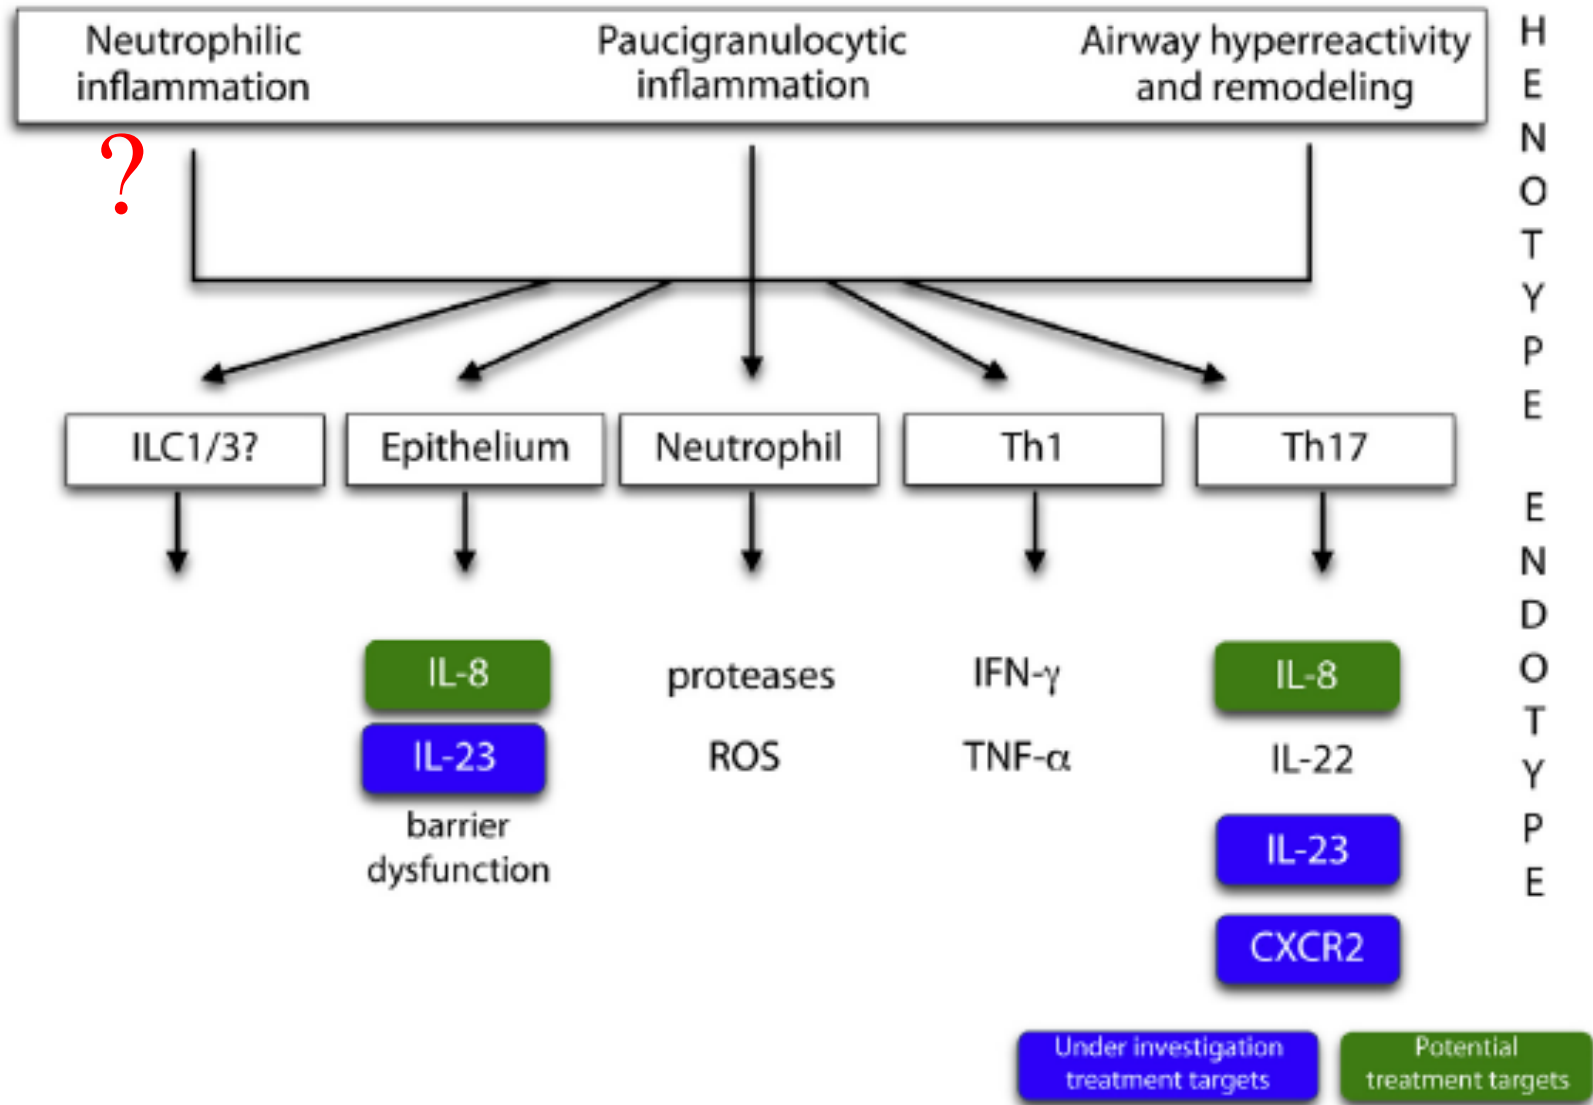 Neutrophilic
inflammation
Paucigranulocytic
inflammation
Airway hyperreactivity
and remodeling
?
ILC1/3?
Epithelium
Neutrophil
Th1
Th17
IL-8
proteases
IFN-γ
IL-8
IL-23
ROS
TNF-α
IL-22
barrier
dysfunction
IL-23
CXCR2
Under investigation
treatment targets
Potential
treatment targets
HENOTYPE
ENDOTYPE